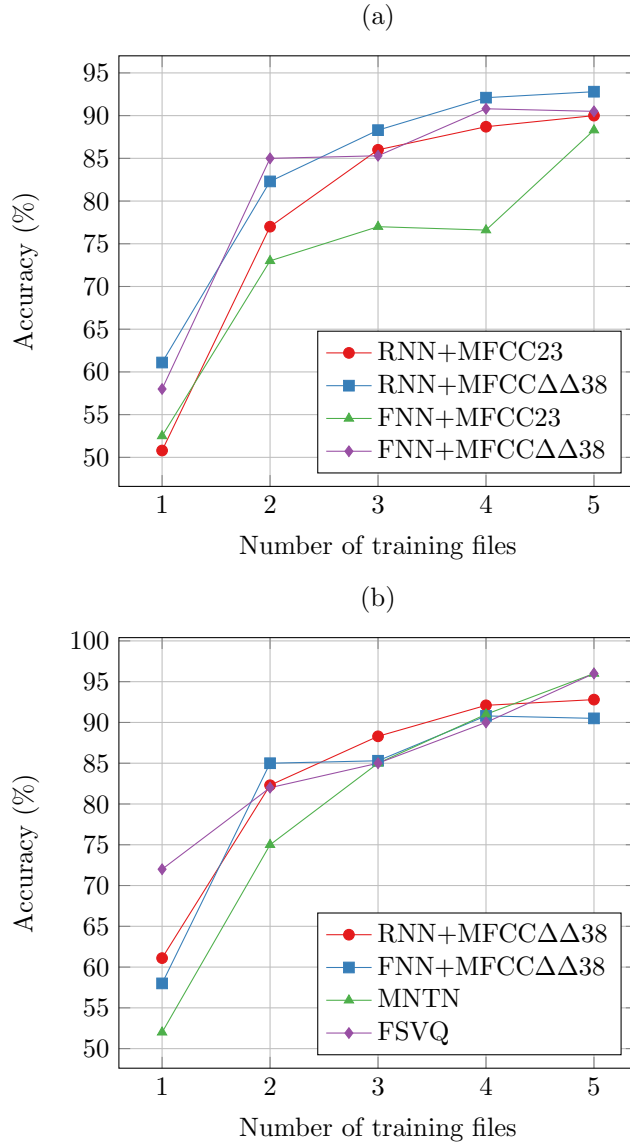 (a)
95
90
85
80
75
70
65
60
55
50
Accuracy (%)
RNN+MFCC23
RNN+MFCCΔΔ38
FNN+MFCC23
FNN+MFCCΔΔ38
1 2 3 4 5
Number of training files
(b)
100
95
90
85
80
75
70
65
60
55
50
Accuracy (%)
RNN+MFCCΔΔ38
FNN+MFCCΔΔ38
MNTN
FSVQ
1 2 3 4 5
Number of training files